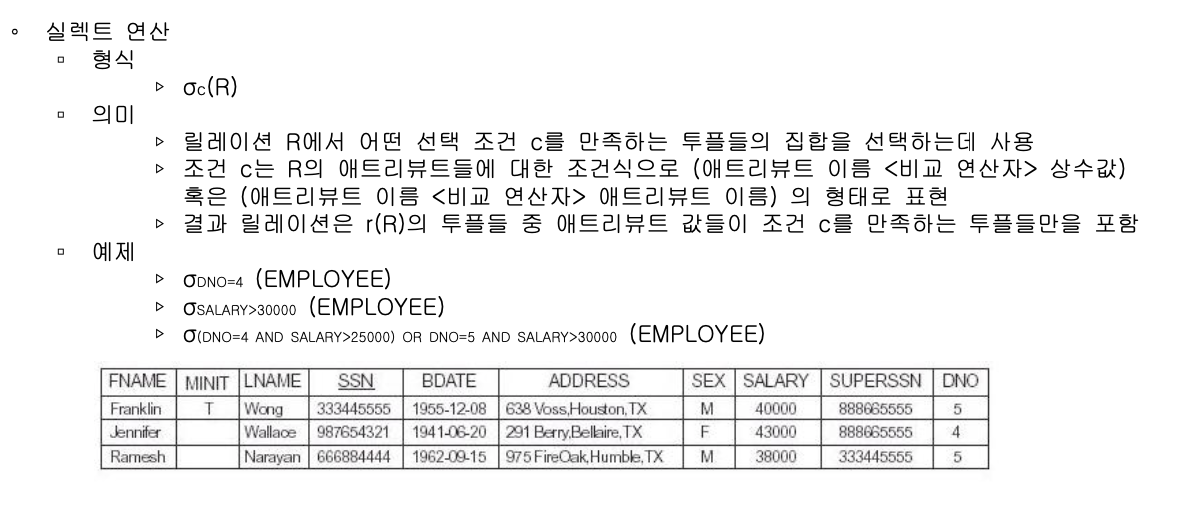 ◦ 실렉트 연산
▫ 형식
▹ σc(R)
▫ 의미
▹ 릴레이션 R에서 어떤 선택 조건 c를 만족하는 투플들의 집합을 선택하는데 사용
▹ 조건 c는 R의 애트리뷰트들에 대한 조건식으로 (애트리뷰트 이름 <비교 연산자> 상수값)
혹은 (애트리뷰트 이름 <비교 연산자> 애트리뷰트 이름) 의 형태로 표현
▹ 결과 릴레이션은 r(R)의 투플들 중 애트리뷰트 값들이 조건 c를 만족하는 투플들만을 포함
▫ 예제
▹ σDNO=4 (EMPLOYEE)
▹ σSALARY>30000 (EMPLOYEE)
▹ σ(DNO=4 AND SALARY>25000) OR DNO=5 AND SALARY>30000 (EMPLOYEE)
FNAME MINIT LNAME SSN BDATE ADDRESS SEX SALARY SUPERSSN DNO
Franklin T Wong 333445555 1955-12-08 638 Voss,Houston,TX M 40000 888665555 5
Jennifer Wallace 987654321 1941-06-20 291 Berry,Bellaire,TX F 43000 888665555 4
Ramesh Narayan 666884444 1962-09-15 975 FireOak,Humble,TX M 38000 333445555 5